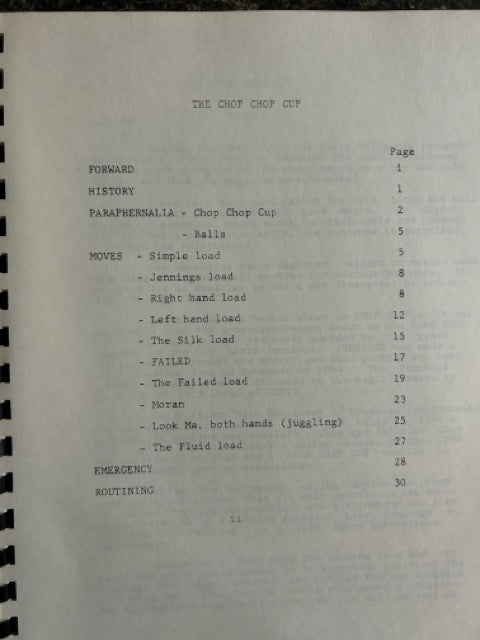 THE CHOP CHOP CUP
Page
FORWARD 1
HISTORY 1
PARAPHERNALIA - Chop Chop Cup 2
- Balls 5
MOVES - Simple load 5
- Jennings load 8
- Right hand load 8
- Left hand load 12
- The Silk load 15
- FAILED 17
- The Failed load 19
- Moran 23
- Look Ma, both hands (juggling) 25
- The Fluid load 27
EMERGENCY 28
ROUTINING 30
ii